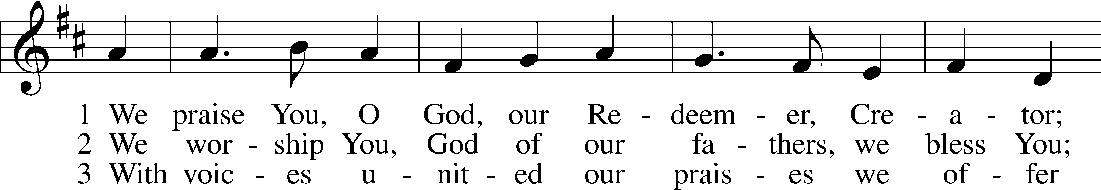 1 We praise You, O God, our Re - deem - er, Cre - a - tor;
2 We wor - ship You, God of our fa - thers, we bless You;
3 With voic - es u - nit - ed our prais - es we of - fer